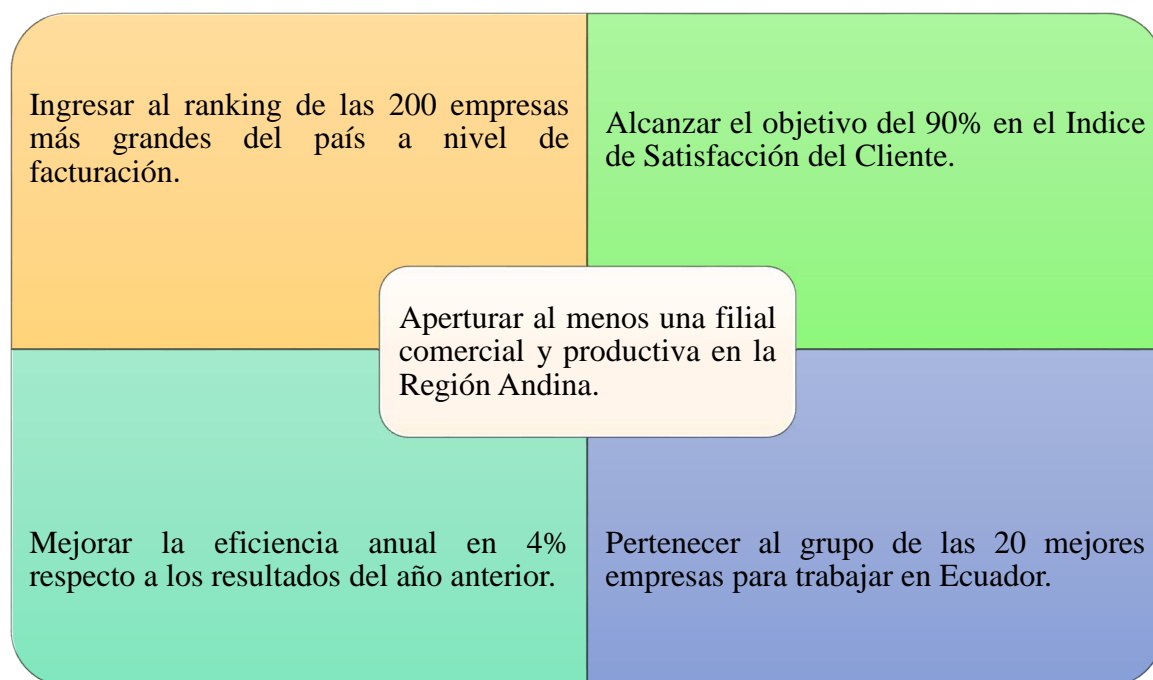 Ingresar al ranking de las 200 empresas
más grandes del país a nivel de
facturación.
Alcanzar el objetivo del 90% en el Indice
de Satisfacción del Cliente.
Aperturar al menos una filial
comercial y productiva en la
Región Andina.
Mejorar la eficiencia anual en 4%
respecto a los resultados del año anterior.
Pertenecer al grupo de las 20 mejores
empresas para trabajar en Ecuador.